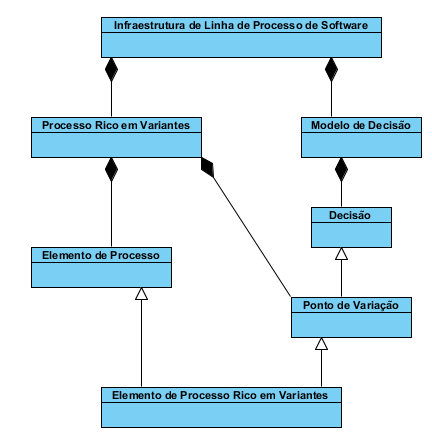 Infraestrutura de Linha de Processo de Software
Processo Rico em Variantes
Modelo de Decisão
Decisão
Elemento de Processo
Ponto de Variação
Elemento de Processo Rico em Variantes